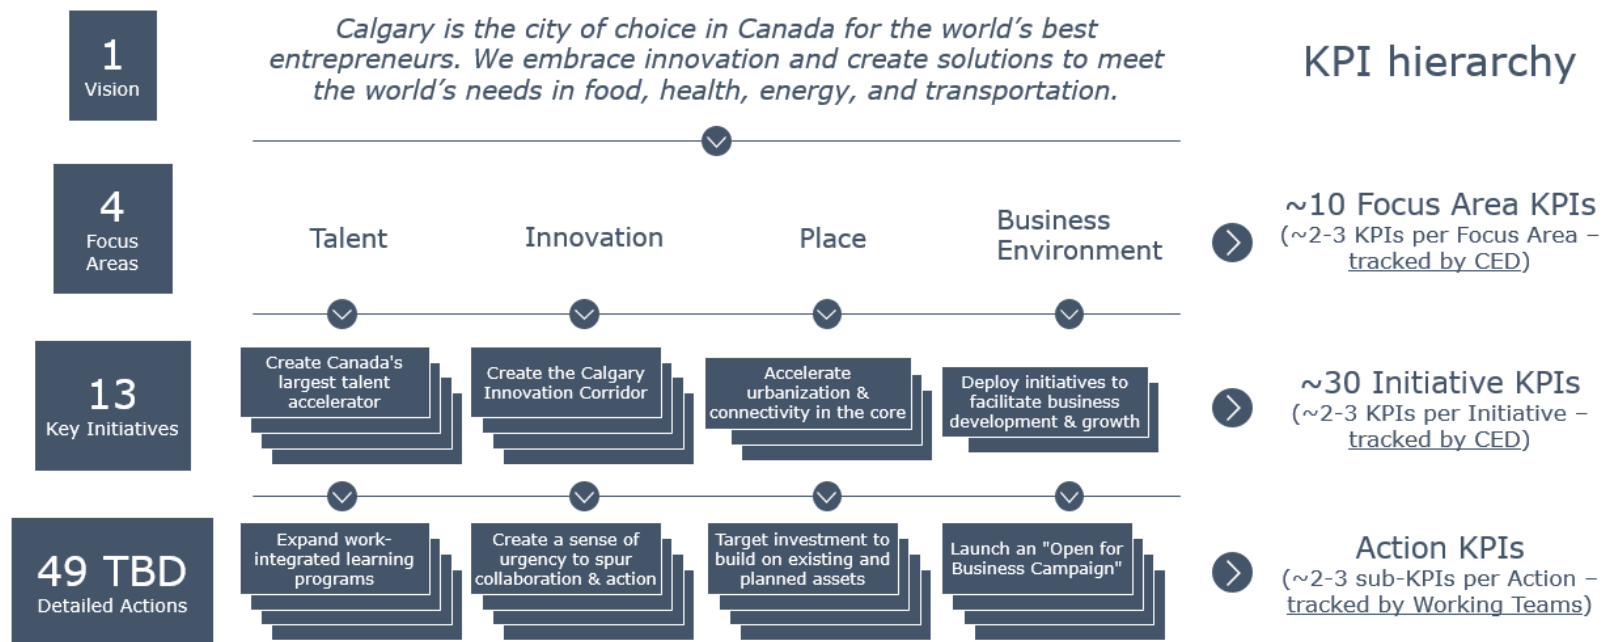 1
Vision
Calgary is the city of choice in Canada for the world’s best
entrepreneurs. We embrace innovation and create solutions to meet
the world’s needs in food, health, energy, and transportation.
KPI hierarchy
4
Focus
Areas
Talent
Innovation
Place
Business
Environment
~10 Focus Area KPIs
(~2-3 KPIs per Focus Area –
tracked by CED)
13
Key Initiatives
Create Canada's
largest talent
accelerator
Create the Calgary
Innovation Corridor
Accelerate
urbanization &
connectivity in the core
Deploy initiatives to
facilitate business
development & growth
~30 Initiative KPIs
(~2-3 KPIs per Initiative –
tracked by CED)
49 TBD
Detailed Actions
Expand work-
integrated learning
programs
Create a sense of
urgency to spur
collaboration & action
Target investment to
build on existing and
planned assets
Launch an "Open for
Business Campaign"
Action KPIs
(~2-3 sub-KPIs per Action –
tracked by Working Teams)